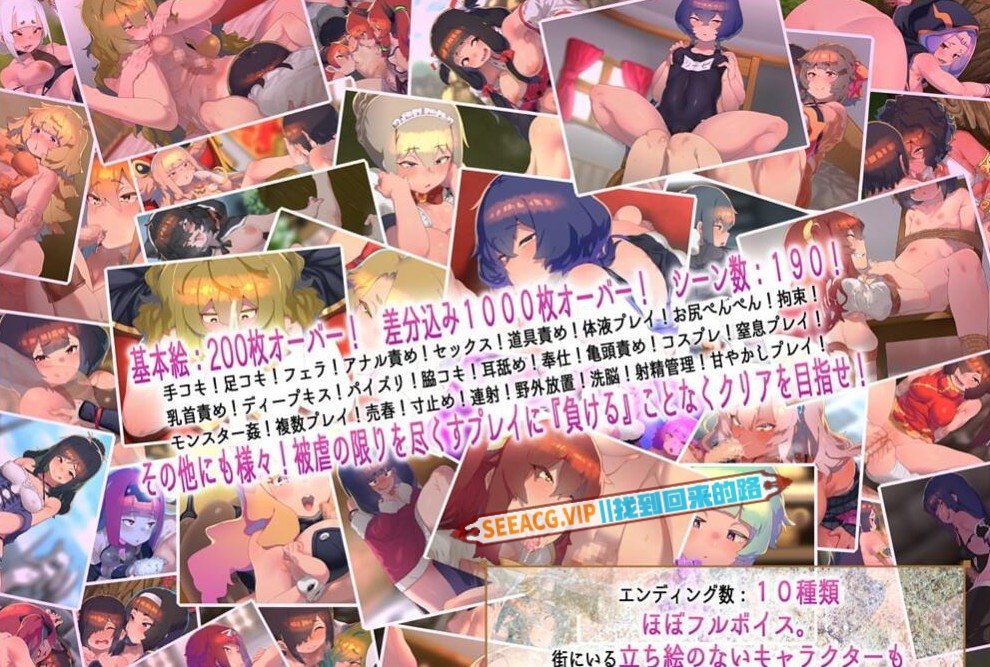 基本絵：200枚オーバー！　差分込み1000枚オーバー！　シーン数：190！
手コキ！足コキ！フェラ！アナル責め！セックス！道具責め！体液プレイ！お尻ぺんぺん！拘束！
乳首責め！ディープキス！パイズリ！脇コキ！耳舐め！奉仕！亀頭責め！コスプレ！窒息プレイ！
モンスター姦！複数プレイ！売春！寸止め！連射！野外放置！洗脳！射精管理！甘やかしプレイ！
その他にも様々！被虐の限りを尽くすプレイに『負ける』ことなくクリアを目指せ！
SEEACG.VIP||找到回来的路
エンディング数：１０種類
ほぼフルボイス。
街にいる立ち絵のないキャラクターも